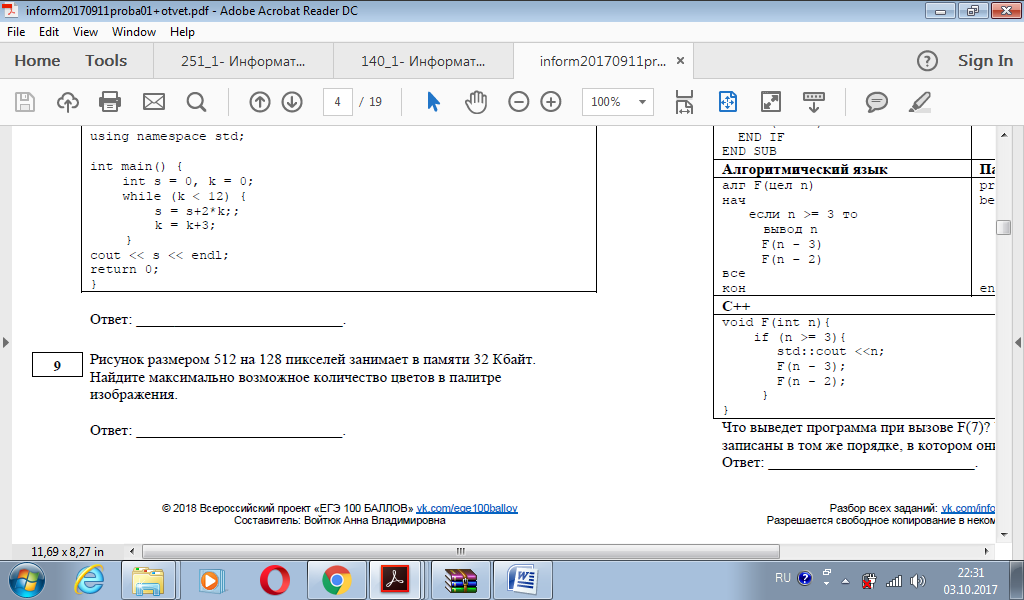 inform20170911proba01+otvet.pdf - Adobe Acrobat Reader DC
File Edit View Window Help
Home Tools 251_1- Информат... 140_1- Информат... inform20170911pr... × Sign In
4 / 19 100%
using namespace std;
int main() {
int s = 0, k = 0;
while (k < 12) {
s = s+2*k;;
k = k+3;
}
cout << s << endl;
return 0;
}
Ответ: ____________________________.
9
Рисунок размером 512 на 128 пикселей занимает в памяти 32 Кбайт.
Найдите максимально возможное количество цветов в палитре
изображения.
Ответ: ____________________________.
END IF
END SUB
Алгоритмический язык
алг F(цел n)
нач
если n >= 3 то
вывод n
F(n - 3)
F(n - 2)
все
кон
Па
pr
be
en
C++
void F(int n){
if (n >= 3){
std::cout <<n;
F(n - 3);
F(n - 2);
}
}
Что выведет программа при вызове F(7)?
записаны в том же порядке, в котором они
Ответ: ____________________________.
© 2018 Всероссийский проект «ЕГЭ 100 БАЛЛОВ» vk.com/ege100ballov
Составитель: Войтюк Анна Владимировна
Разбор всех заданий: vk.com/info
Разрешается свободное копирование в неком
11,69 x 8,27 in
RU 22:31
03.10.2017